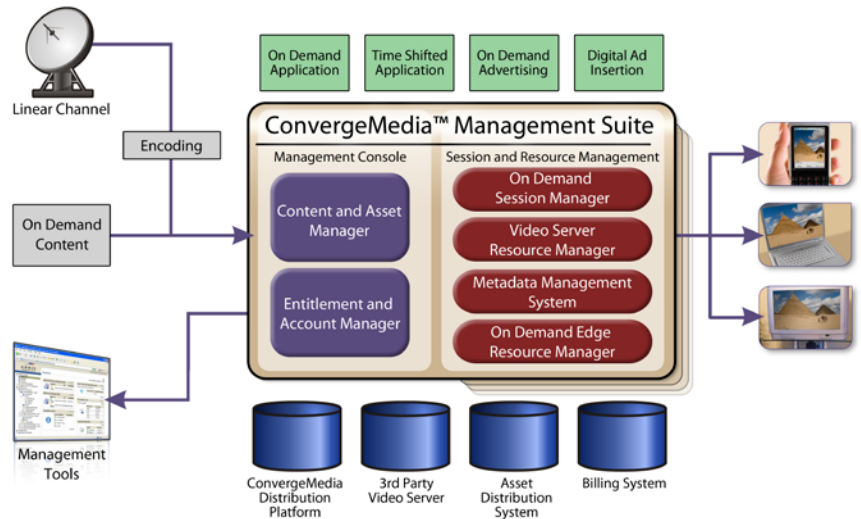 On Demand
Application
Time Shifted
Application
On Demand
Advertising
Digital Ad
Insertion
Linear Channel
Encoding
On Demand
Content
Management
Tools
ConvergeMedia™ Management Suite
Management Console
Content and Asset
Manager
Entitlement and
Account Manager
Session and Resource Management
On Demand
Session Manager
Video Server
Resource Manager
Metadata Management
System
On Demand Edge
Resource Manager
ConvergeMedia
Distribution
Platform
3rd Party
Video Server
Asset
Distribution
System
Billing System